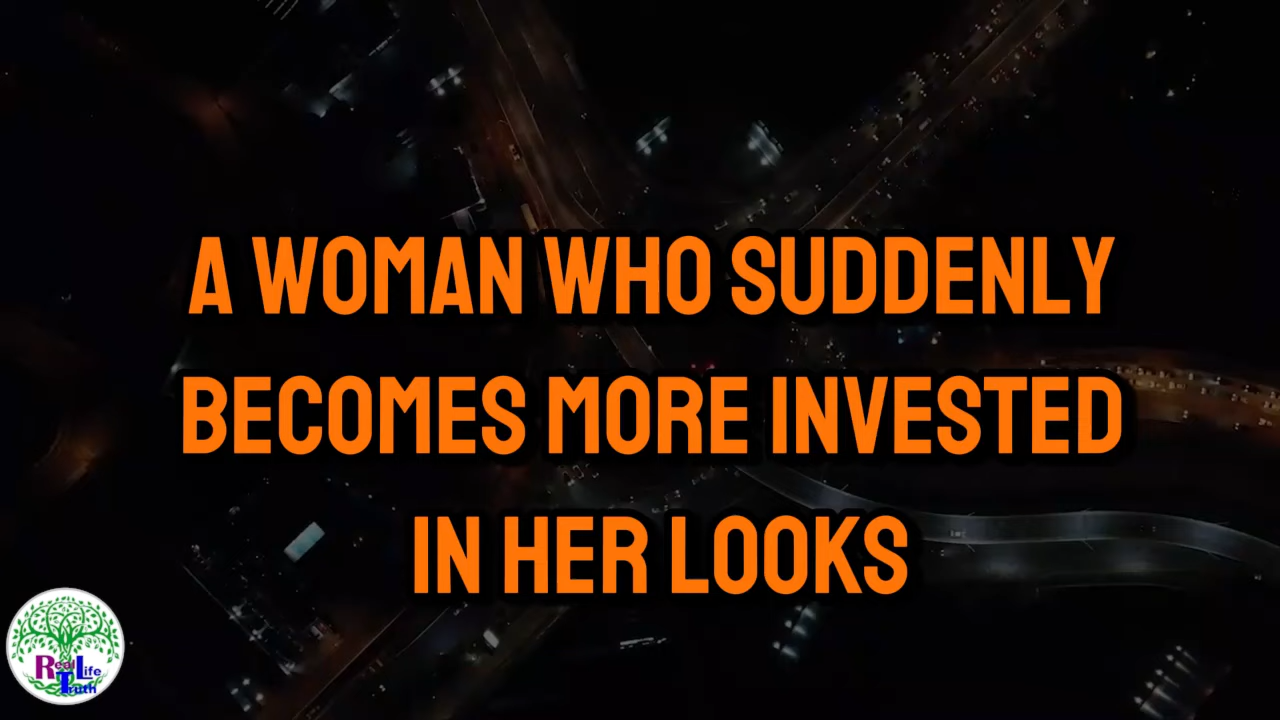 A WOMAN WHO SUDDENLY
BECOMES MORE INVESTED
IN HER LOOKS
Real Life
Truth